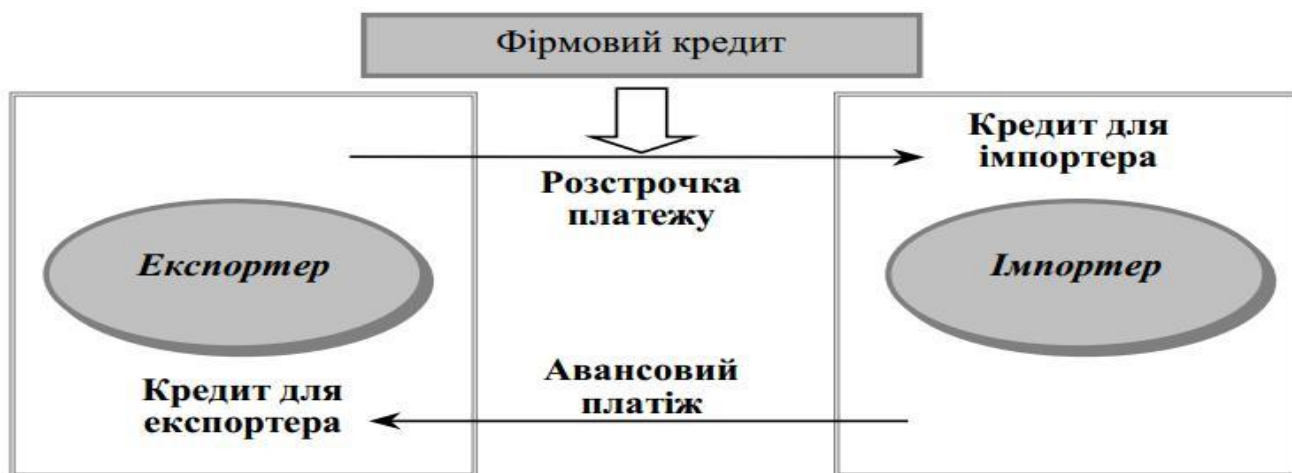 Фірмовий кредит
Кредит для
імпортера
Розстрочка
платежу
Експортер
Імпортер
Авансовий
платіж
Кредит для
експортера